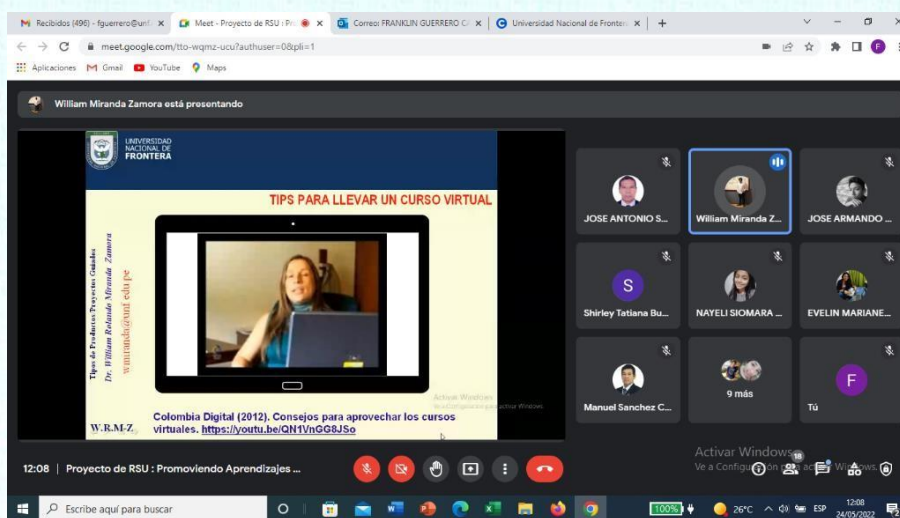 Recibidos (496) - fguerrero@unf.
Meet - Proyecto de RSU : Pr
Correo: FRANKLIN GUERRERO C
Universidad Nacional de Fronter
meet.google.com/tto-wqmz-ucu?authuser=0&pli=1
Aplicaciones
Gmail
YouTube
Maps
William Miranda Zamora está presentando
UNIVERSIDAD
NACIONAL DE
FRONTERA
TIPS PARA LLEVAR UN CURSO VIRTUAL
Tipos de Productos/Proyectos Guiados
Dr. William Rolando Miranda Zamora
wmiranda@unf.edu.pe
W.R.M-Z
Colombia Digital (2012). Consejos para aprovechar los cursos
virtuales. https://youtu.be/QN1VnGG8JSo
Activar Windows
JOSE ANTONIO S...
William Miranda Z...
JOSE ARMANDO ...
S
Shirley Tatiana Bu...
NAYELI SIOMARA ...
EVELIN MARIANE...
Manuel Sanchez C...
9 más
F
Tú
Activar Windows
Ve a Configu
12:08 | Proyecto de RSU : Promoviendo Aprendizajes ...
18
Escribe aquí para buscar
100%
26°C
ESP
12:08
24/05/2022